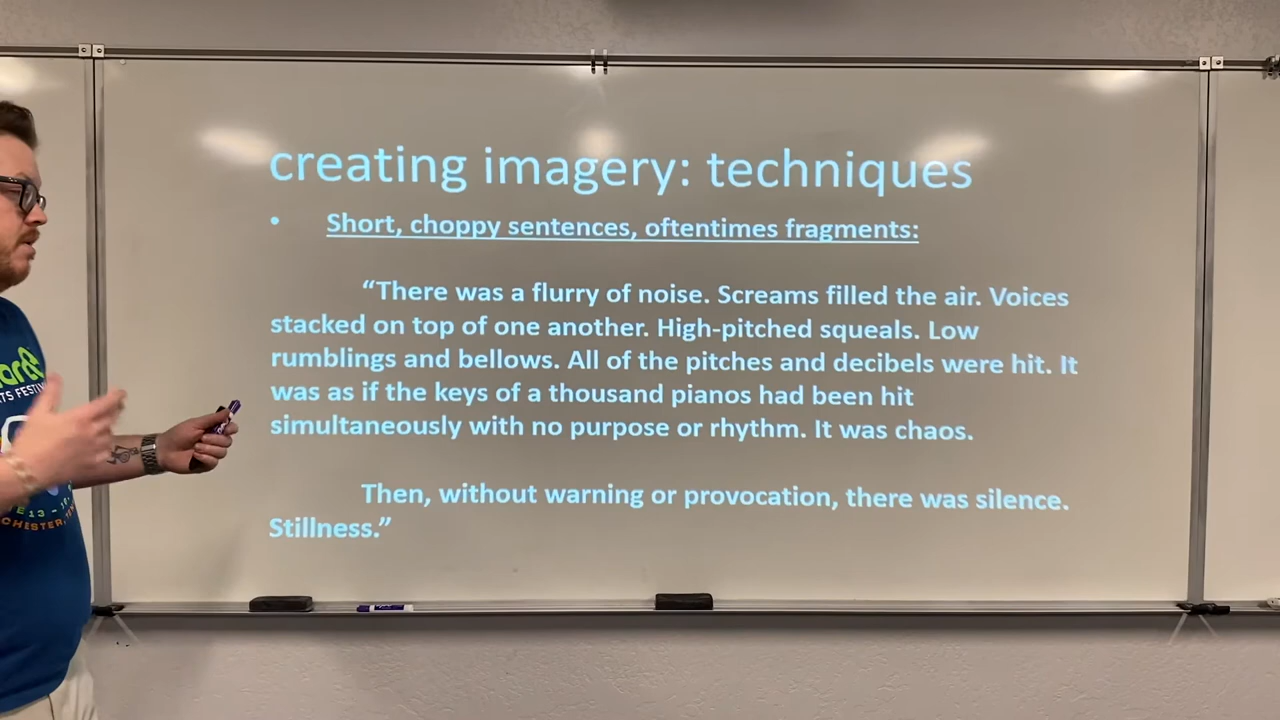 creating imagery: techniques
• Short, choppy sentences, oftentimes fragments:
“There was a flurry of noise. Screams filled the air. Voices
stacked on top of one another. High-pitched squeals. Low
rumblings and bellows. All of the pitches and decibels were hit. It
was as if the keys of a thousand pianos had been hit
simultaneously with no purpose or rhythm. It was chaos.
Then, without warning or provocation, there was silence.
Stillness.”